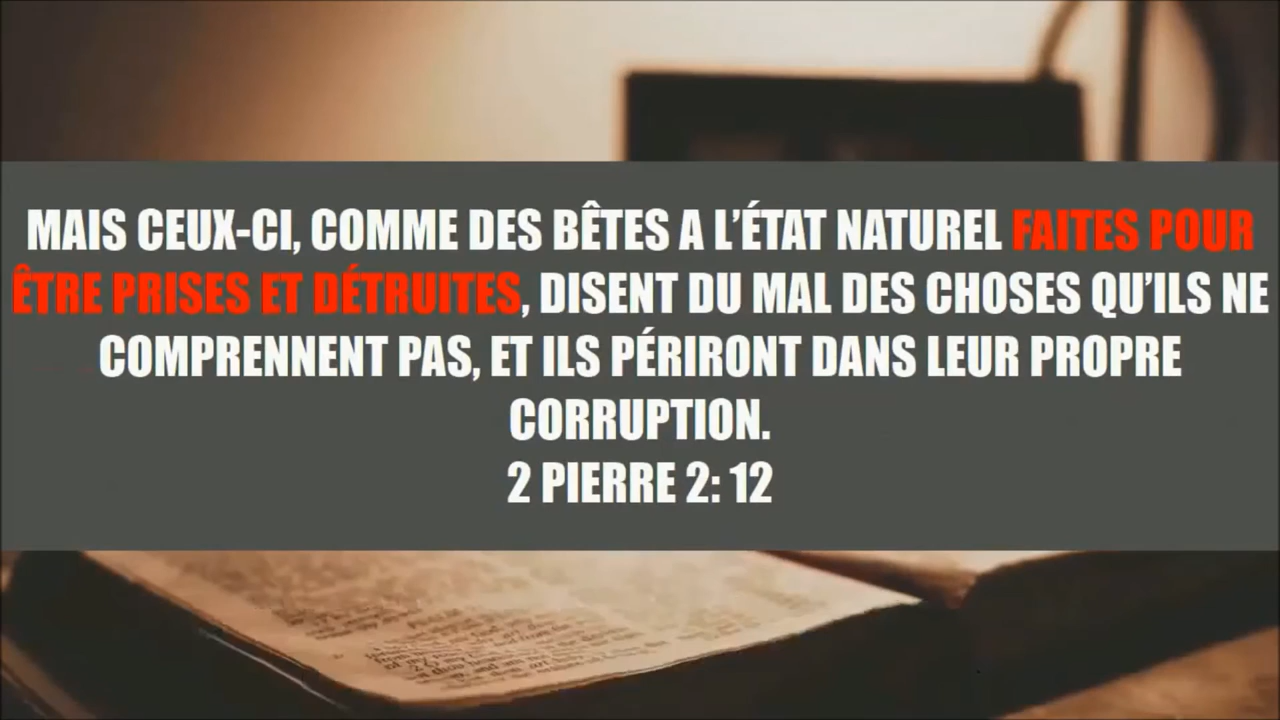 MAIS CEUX-CI, COMME DES BÊTES A L’ÉTAT NATUREL FAITES POUR
ÊTRE PRISES ET DÉTRUITES, DISENT DU MAL DES CHOSES QU’ILS NE
COMPRENNENT PAS, ET ILS PÉRIRONT DANS LEUR PROPRE
CORRUPTION.
2 PIERRE 2: 12